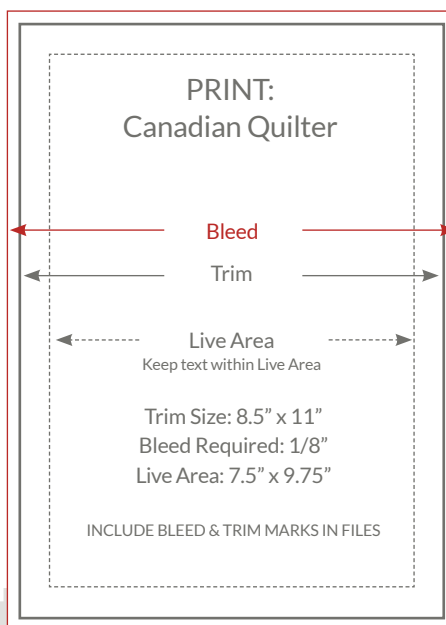 PRINT:
Canadian Quilter
Bleed
Trim
Live Area
Keep text within Live Area
Trim Size: 8.5” x 11”
Bleed Required: 1/8”
Live Area: 7.5” x 9.75”
INCLUDE BLEED & TRIM MARKS IN FILES